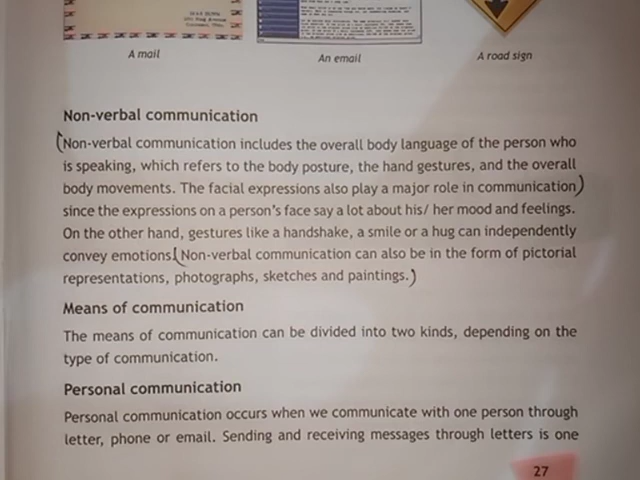 A mail
An email
A road sign
Non-verbal communication
(Non-verbal communication includes the overall body language of the person who
is speaking, which refers to the body posture, the hand gestures, and the overall
body movements. The facial expressions also play a major role in communication)
since the expressions on a person's face say a lot about his/ her mood and feelings.
On the other hand, gestures like a handshake, a smile or a hug can independently
convey emotions.(Non-verbal communication can also be in the form of pictorial
representations, photographs, sketches and paintings.)
Means of communication
The means of communication can be divided into two kinds, depending on the
type of communication.
Personal communication
Personal communication occurs when we communicate with one person through
letter, phone or email. Sending and receiving messages through letters is one
27